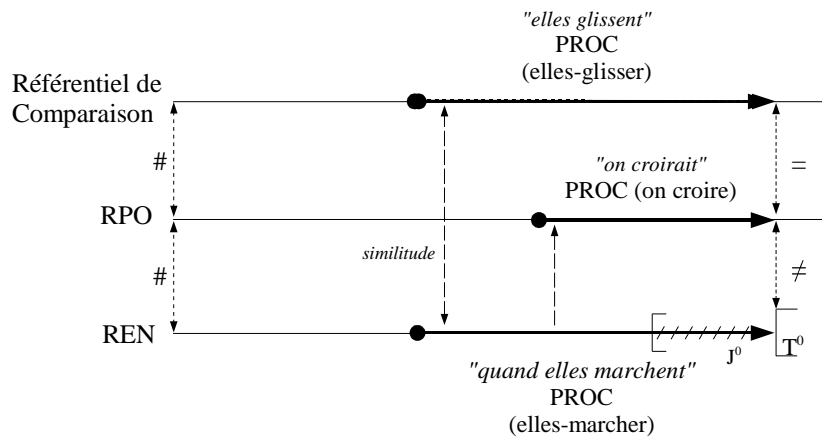 "elles glissent"
PROC
(elles-glisser)
Référentiel de
Comparaison
#
=
"on croirait"
PROC (on croire)
RPO
similitude
#
≠
REN
J⁰
T⁰
"quand elles marchent"
PROC
(elles-marcher)